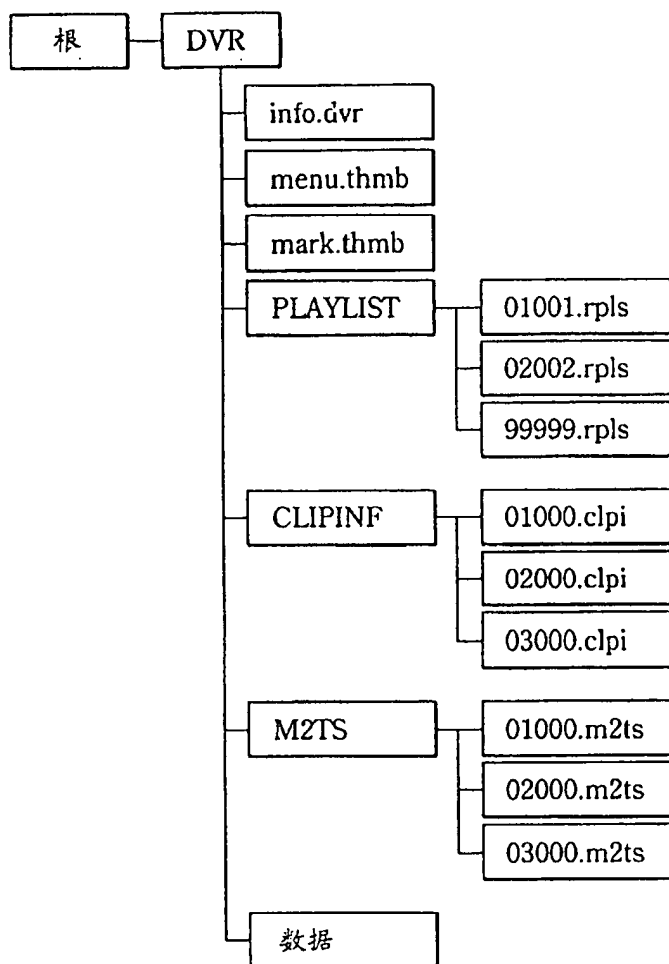 根
DVR
info.dvr
menu.thmb
mark.thmb
PLAYLIST
01001.rpls
02002.rpls
99999.rpls
CLIPINF
01000.clpi
02000.clpi
03000.clpi
M2TS
01000.m2ts
02000.m2ts
03000.m2ts
数据